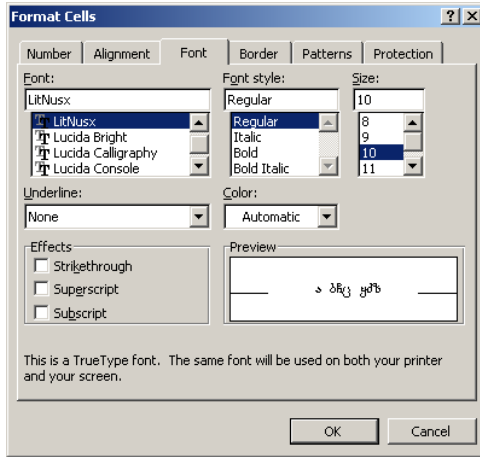 Format Cells
Number Alignment Font Border Patterns Protection
Font: Font style: Size:
LitNusx Regular 10
LitNusx Regular 8
Lucida Bright Italic 9
Lucida Calligraphy Bold 10
Lucida Console Bold Italic 11
Underline: Color:
None Automatic
Effects Preview
Strikethrough
Superscript ა ბჩც ყძზ
Subscript
This is a TrueType font. The same font will be used on both your printer
and your screen.
OK Cancel